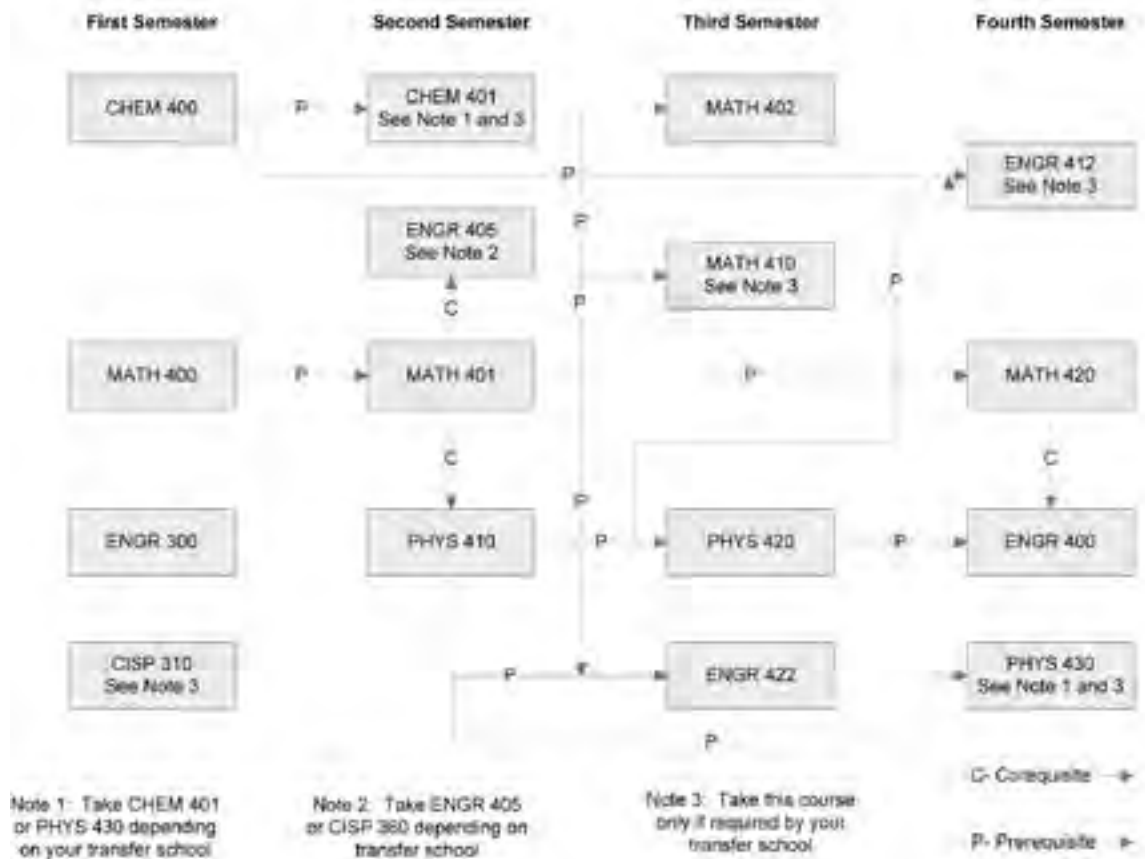 First Semester
Second Semester
Third Semester
Fourth Semester
CHEM 400
P
CHEM 401
See Note 1 and 3
MATH 402
P
ENGR 412
See Note 3
ENGR 405
See Note 2
P
MATH 410
See Note 3
P
C
P
MATH 400
P
MATH 401
P
MATH 420
C
C
P
ENGR 300
PHYS 410
P
PHYS 420
P
ENGR 400
CISP 310
See Note 3
P
ENGR 422
PHYS 430
See Note 1 and 3
P
C- Corequisite
P- Prerequisite
Note 1: Take CHEM 401
or PHYS 430 depending
on your transfer school
Note 2: Take ENGR 405
or CISP 360 depending on
transfer school
Note 3: Take this course
only if required by your
transfer school